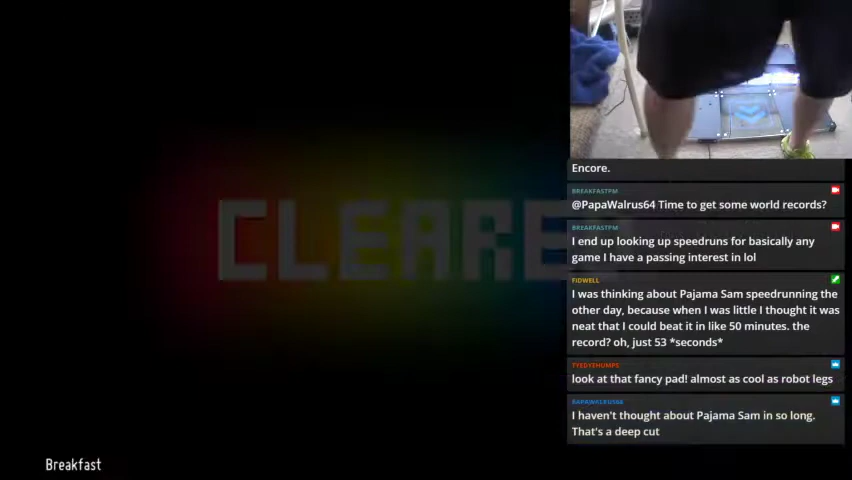 CLEARE
Breakfast
Encore.
BREAKFASTPM
@PapaWalrus64 Time to get some world records?
BREAKFASTPM
I end up looking up speedruns for basically any
game I have a passing interest in lol
FIDWELL
I was thinking about Pajama Sam speedrunning the
other day, because when I was little I thought it was
neat that I could beat it in like 50 minutes. the
record? oh, just 53 *seconds*
TYEDYEHUMPS
look at that fancy pad! almost as cool as robot legs
PAPAWALRUS64
I haven't thought about Pajama Sam in so long.
That's a deep cut